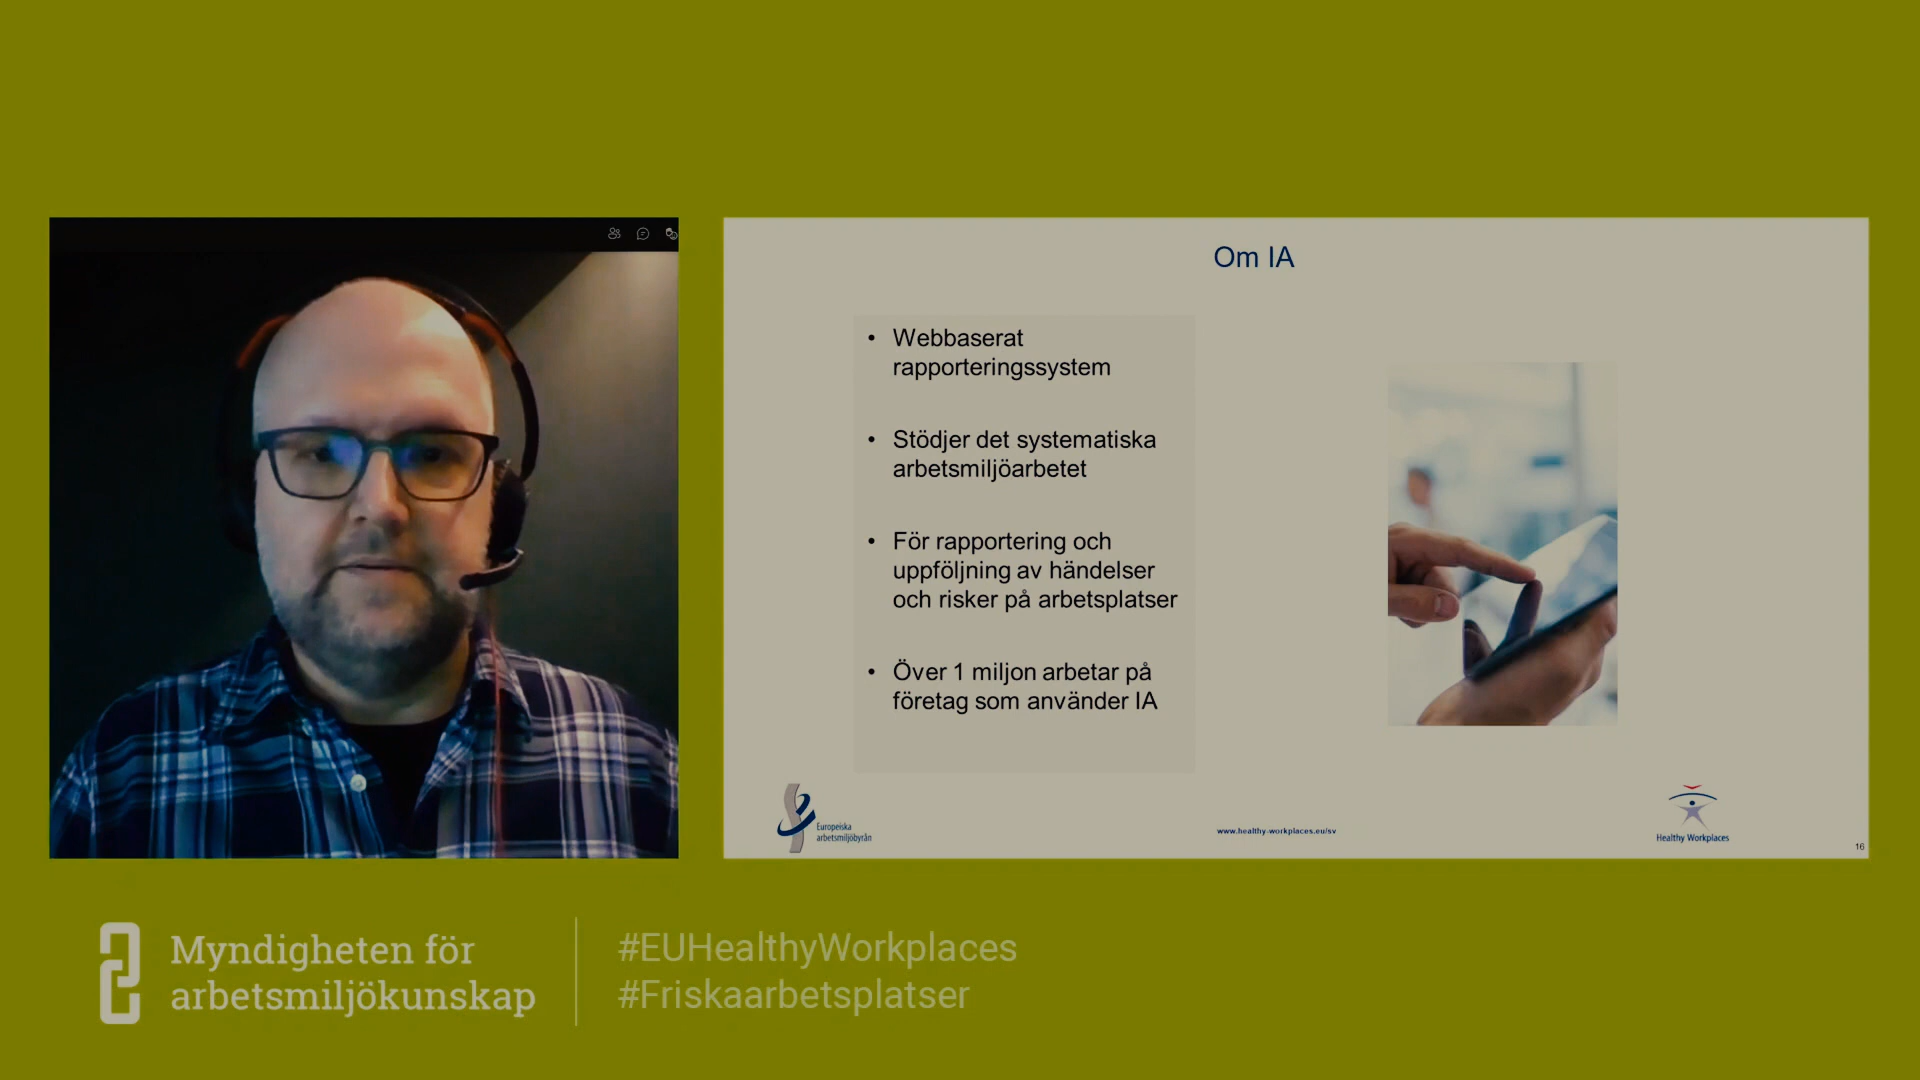 Om IA
• Webbaserat
rapporteringssystem
• Stödjer det systematiska
arbetsmiljöarbetet
• För rapportering och
uppföljning av händelser
och risker på arbetsplatser
• Över 1 miljon arbetar på
företag som använder IA
Europeiska
arbetsmiljöbyrån
www.healthy-workplaces.eu/sv
Healthy Workplaces
16
Myndigheten för
arbetsmiljökunskap
#EUHealthyWorkplaces
#Friskaarbetsplatser